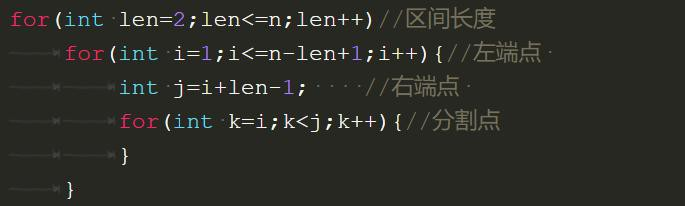 for(int len=2;len<=n;len++)//区间长度
for(int i=1;i<=n-len+1;i++){//左端点
int j=i+len-1; //右端点
for(int k=i;k<j;k++){//分割点
}
}